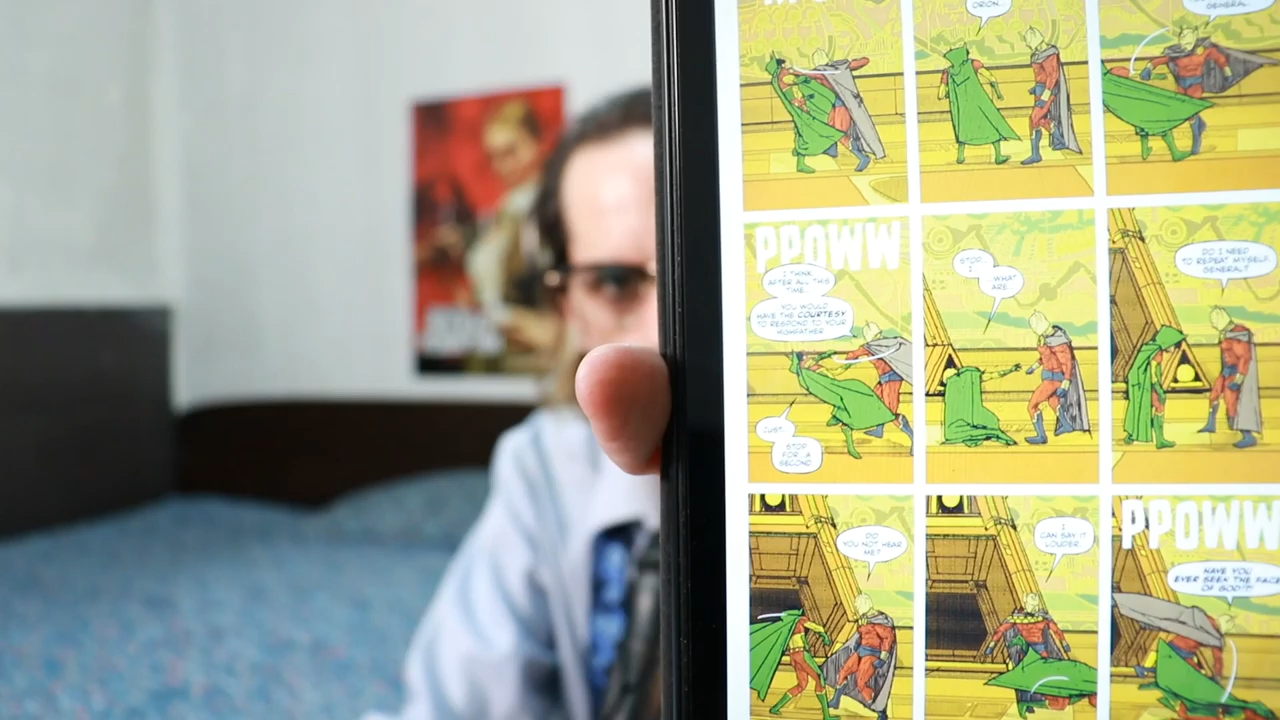 ORION...
GENERAL.
PPOWW
I THINK
AFTER ALL THIS
TIME...
YOU WOULD
HAVE THE COURTESY
TO RESPOND TO YOUR
HIGHFATHER.
JUST...
STOP
FOR...A
SECOND.
STOP...
I...
...WHAT
ARE...
DO I NEED
TO REPEAT MYSELF,
GENERAL?
DID
YOU NOT HEAR
ME?
I
CAN SAY IT
LOUDER.
PPOWW
HAVE YOU
EVER SEEN THE FACE
OF GOD?!?